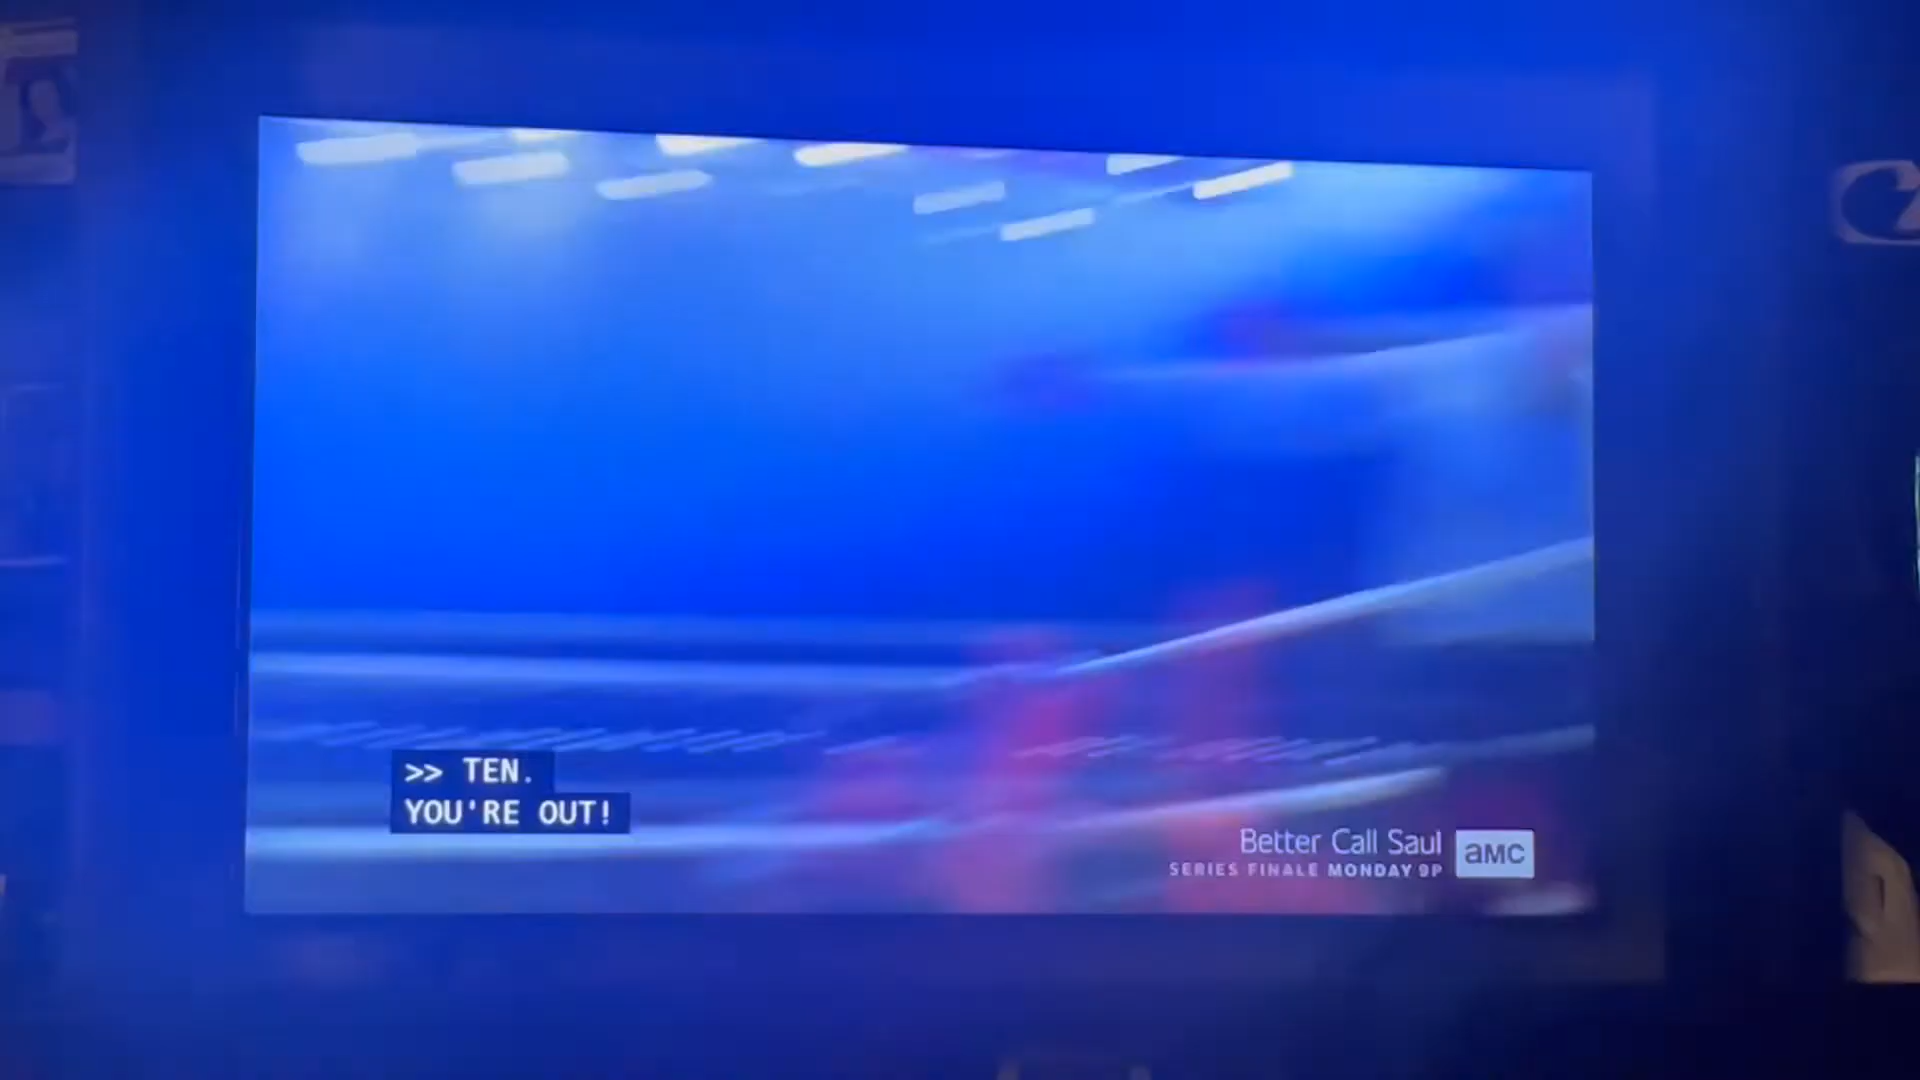 >> TEN.
YOU'RE OUT!
Better Call Saul
SERIES FINALE MONDAY 9P
aMC